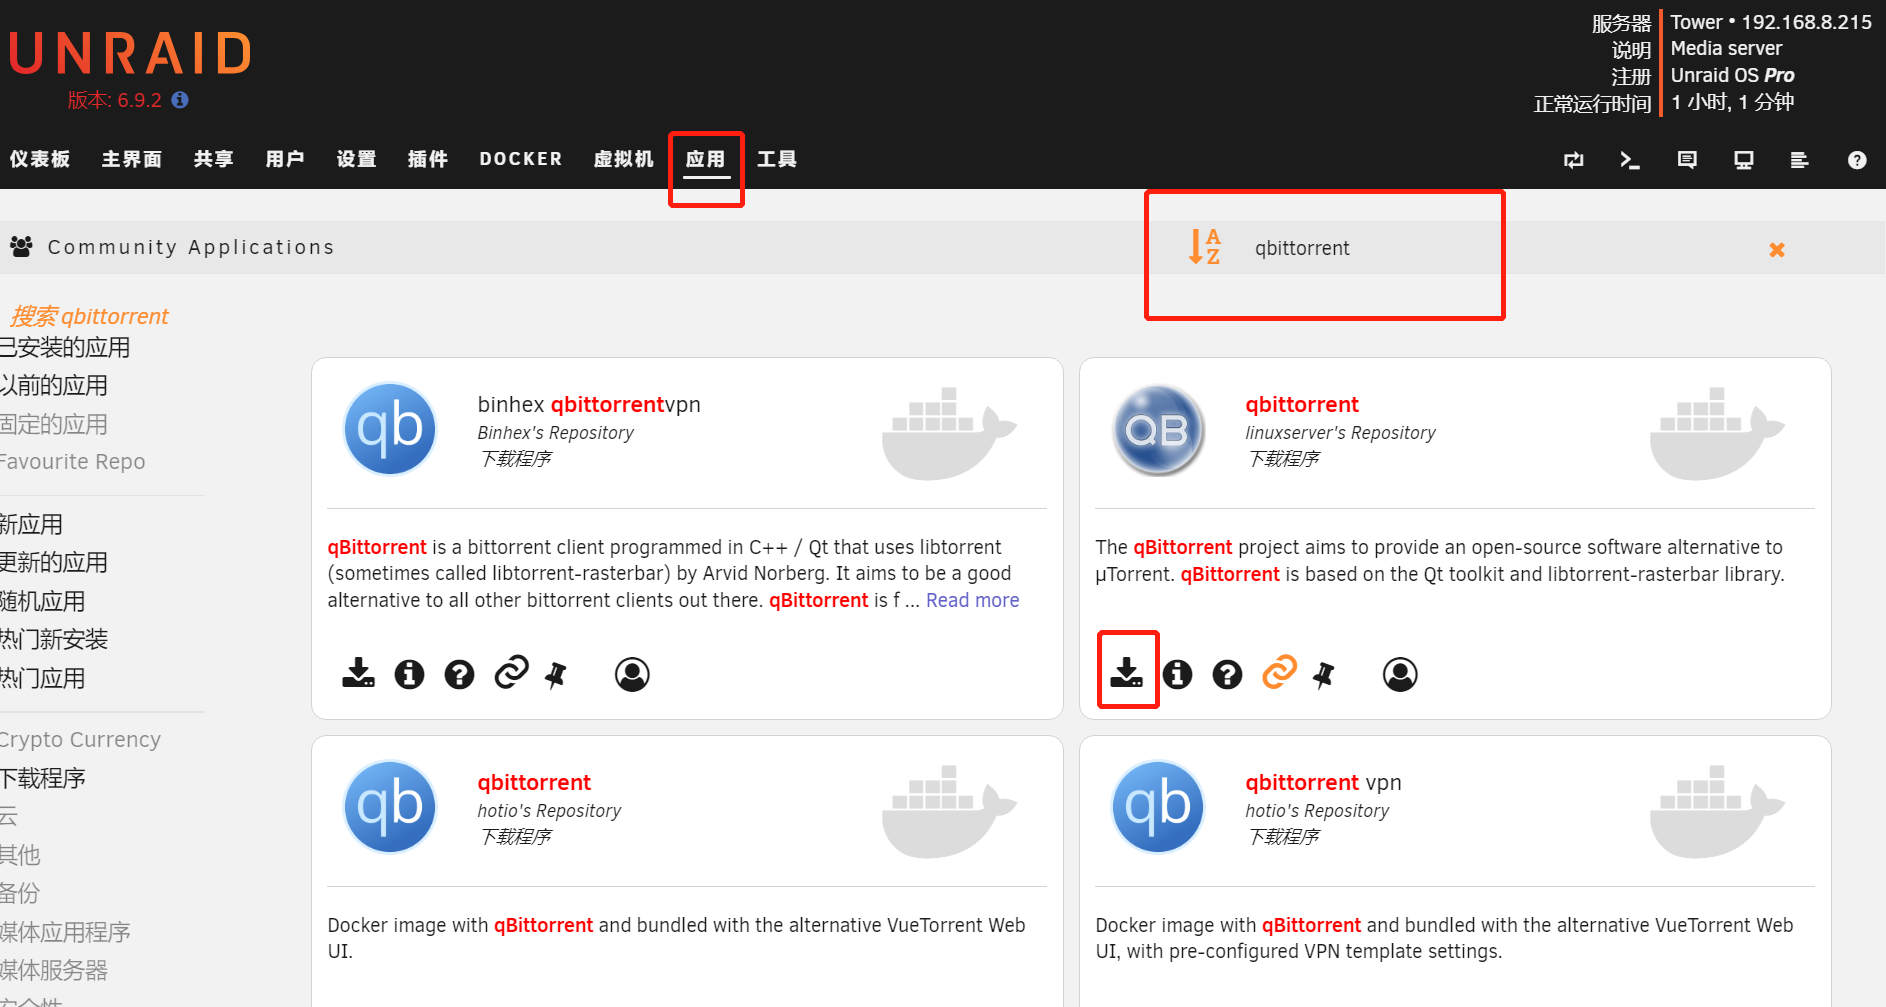 UNRAID
版本: 6.9.2
服务器 Tower • 192.168.8.215
说明 Media server
注册 Unraid OS Pro
正常运行时间 1 小时, 1 分钟
仪表板 主界面 共享 用户 设置 插件 DOCKER 虚拟机 应用 工具
Community Applications
A
Z
qbittorrent
搜索 qbittorrent
已安装的应用
以前的应用
固定的应用
Favourite Repo
新应用
更新的应用
随机应用
热门新安装
热门应用
Crypto Currency
下载程序
云
其他
备份
媒体应用程序
媒体服务器
安全性
qb
binhex qbittorrentvpn
Binhex's Repository
下载程序
qBittorrent is a bittorrent client programmed in C++ / Qt that uses libtorrent
(sometimes called libtorrent-rasterbar) by Arvid Norberg. It aims to be a good
alternative to all other bittorrent clients out there. qBittorrent is f ... Read more
QB
qbittorrent
linuxserver's Repository
下载程序
The qBittorrent project aims to provide an open-source software alternative to
µTorrent. qBittorrent is based on the Qt toolkit and libtorrent-rasterbar library.
qb
qbittorrent
hotio's Repository
下载程序
Docker image with qBittorrent and bundled with the alternative VueTorrent Web
UI.
qb
qbittorrent vpn
hotio's Repository
下载程序
Docker image with qBittorrent and bundled with the alternative VueTorrent Web
UI, with pre-configured VPN template settings.